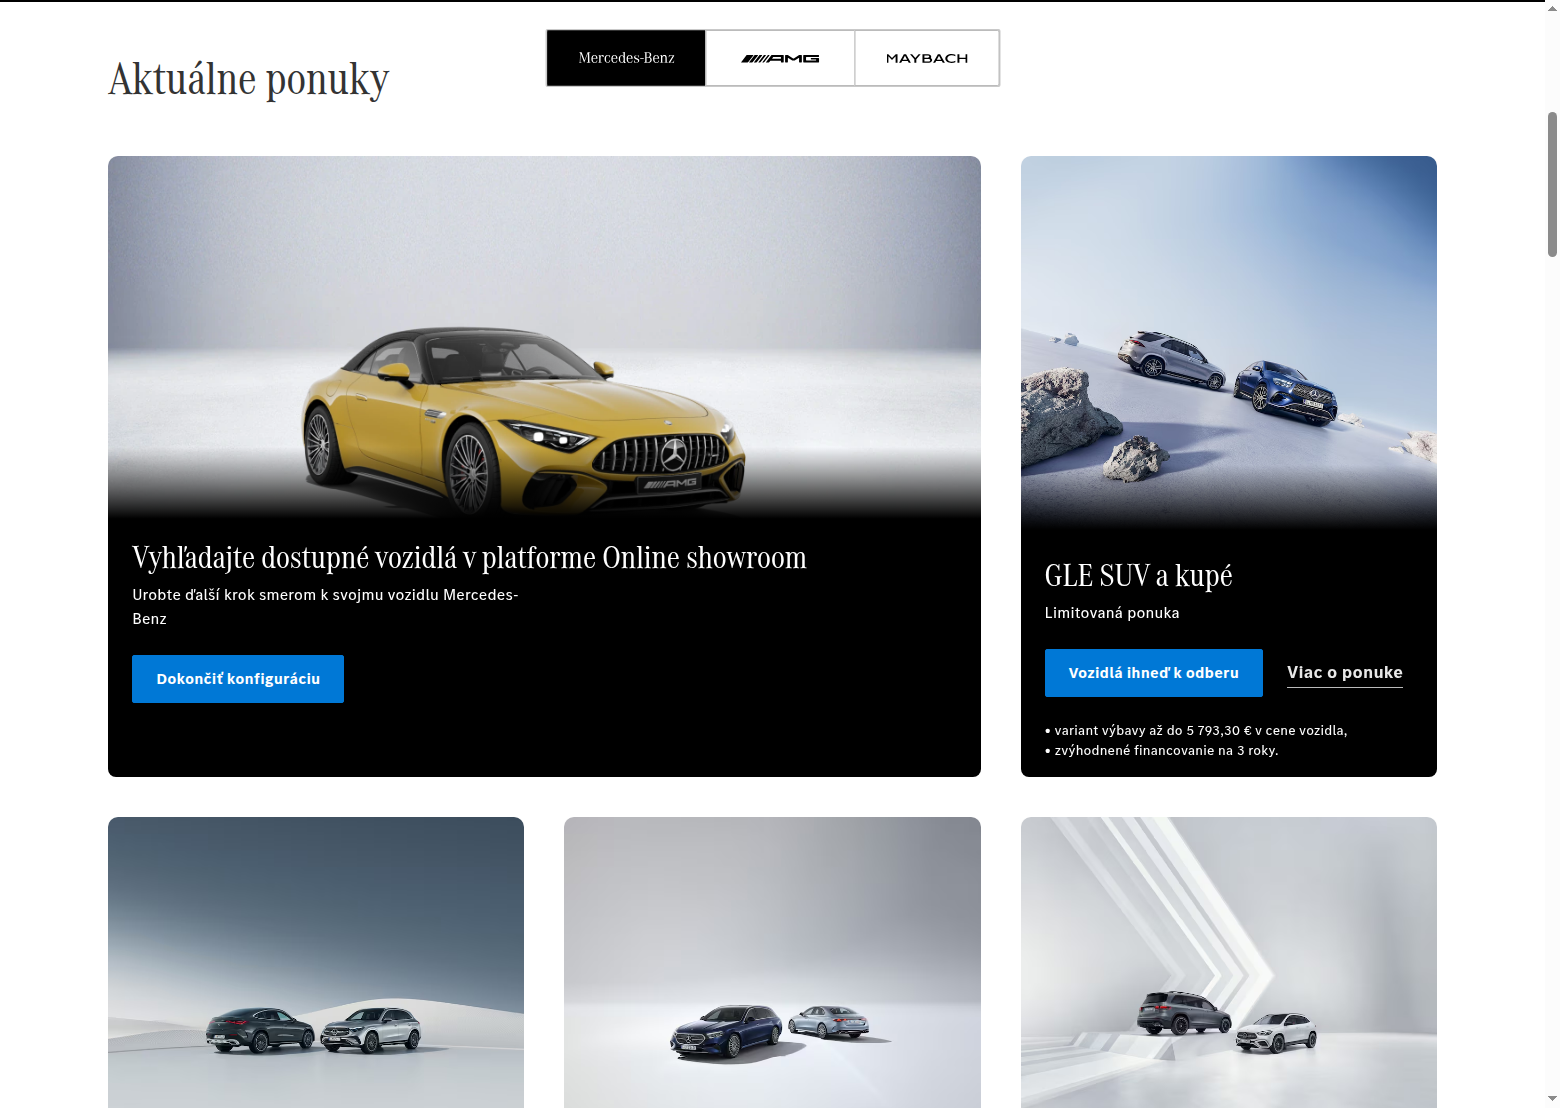 Aktuálne ponuky
Mercedes-Benz
AMG
MAYBACH
AMG
Vyhľadajte dostupné vozidlá v platforme Online showroom
Urobte ďalší krok smerom k svojmu vozidlu Mercedes-
Benz
Dokončiť konfiguráciu
GLE SUV a kupé
Limitovaná ponuka
Vozidlá ihneď k odberu
Viac o ponuke
• variant výbavy až do 5 793,30 € v cene vozidla,
• zvýhodnené financovanie na 3 roky.